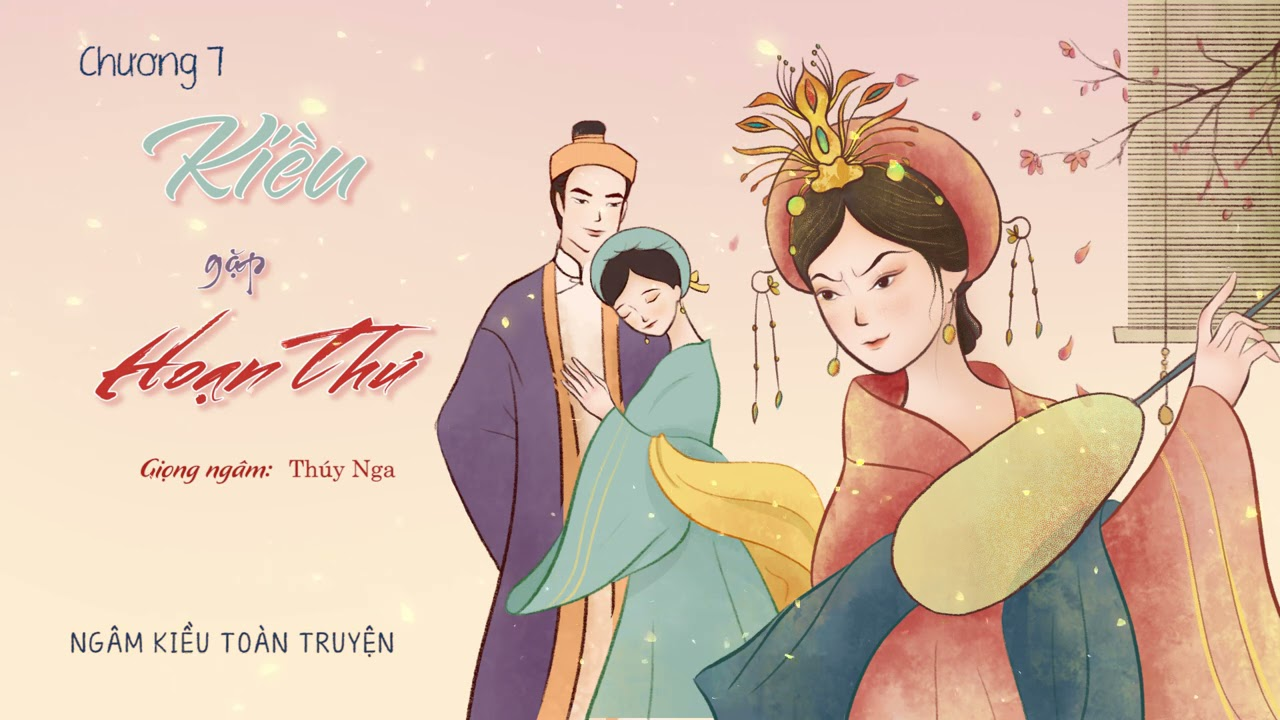 Chương 7
Kiều
gặp
Hoạn Thư
Giọng ngâm: Thúy Nga
NGÂM KIỀU TOÀN TRUYỆN